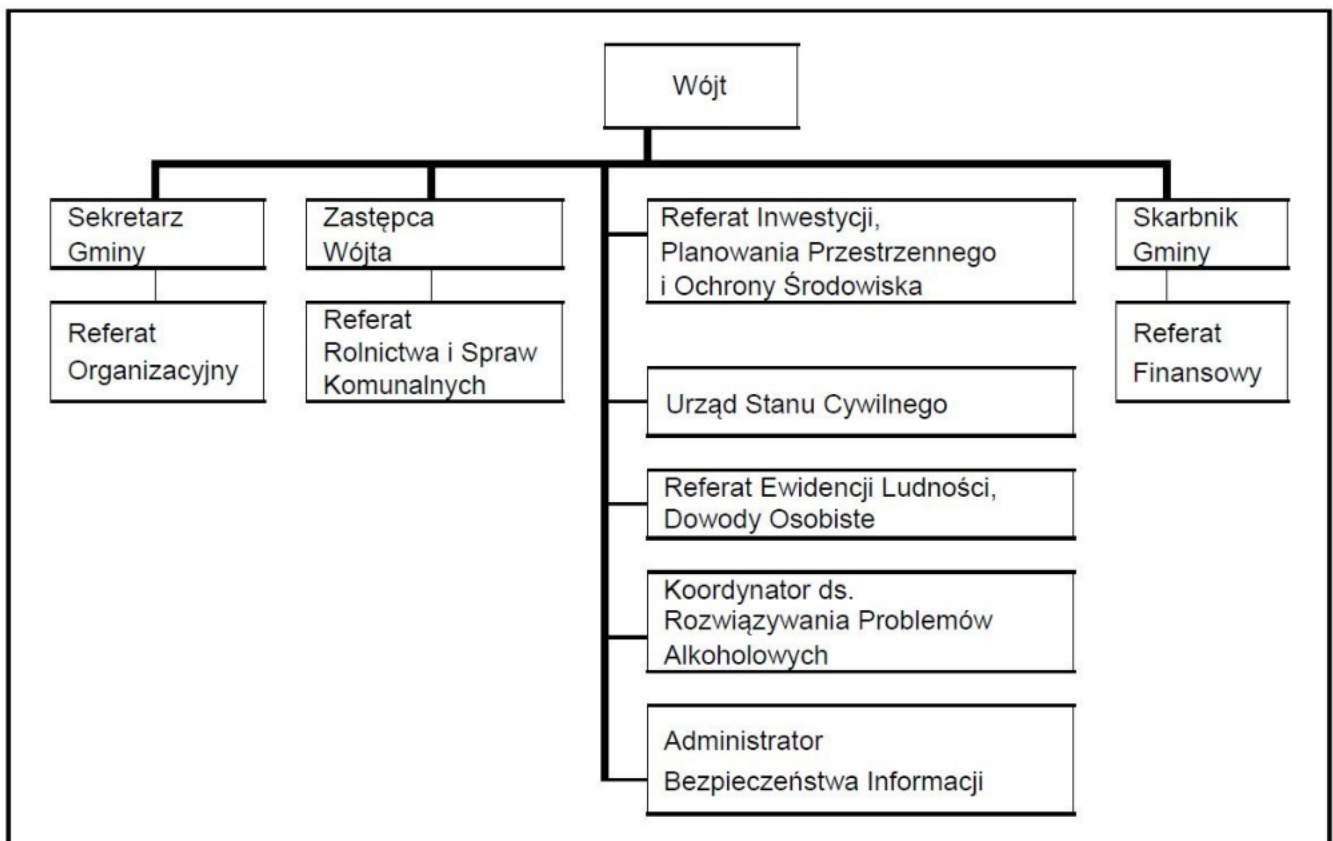 Wójt
Sekretarz
Gminy
Zastępca
Wójta
Referat Inwestycji,
Planowania Przestrzennego
i Ochrony Środowiska
Skarbnik
Gminy
Referat
Organizacyjny
Referat
Rolnictwa i Spraw
Komunalnych
Referat
Finansowy
Urząd Stanu Cywilnego
Referat Ewidencji Ludności,
Dowody Osobiste
Koordynator ds.
Rozwiązywania Problemów
Alkoholowych
Administrator
Bezpieczeństwa Informacji